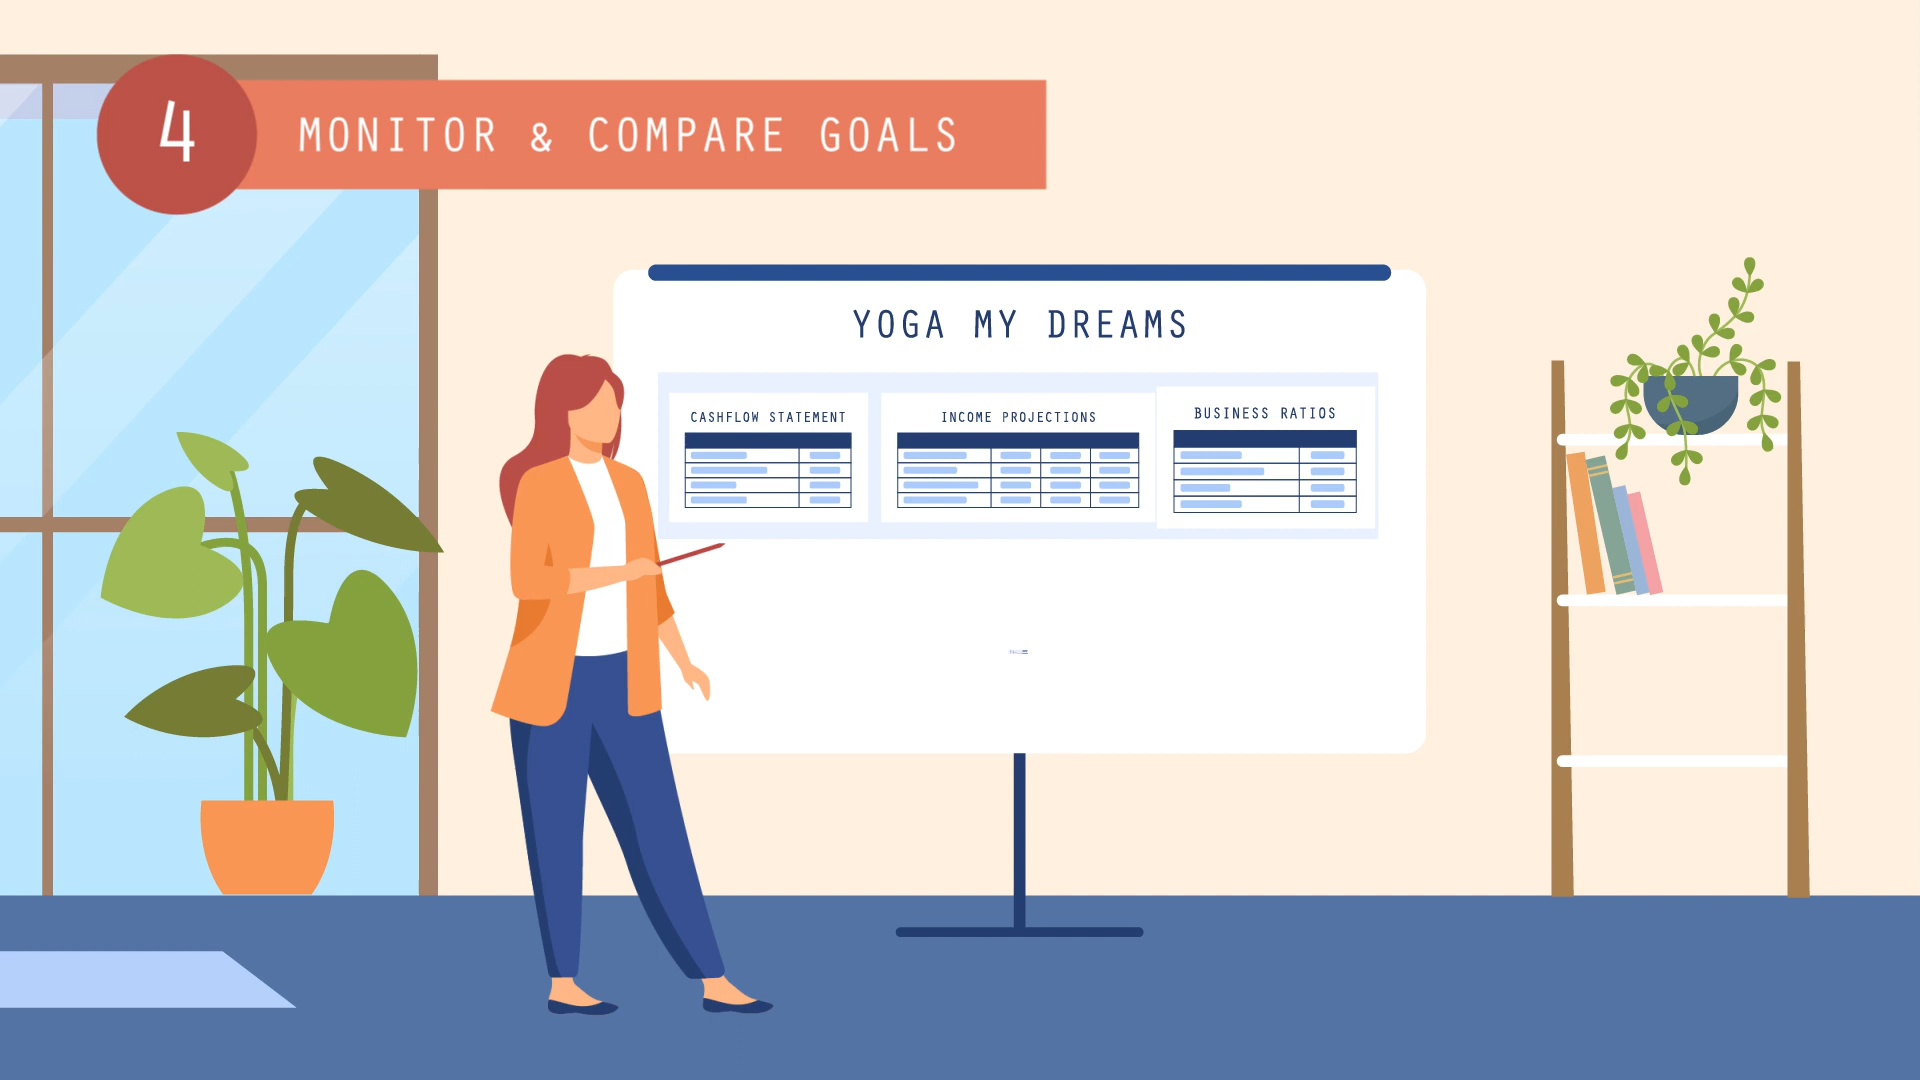 4
MONITOR & COMPARE GOALS
YOGA MY DREAMS
CASHFLOW STATEMENT
INCOME PROJECTIONS
BUSINESS RATIOS